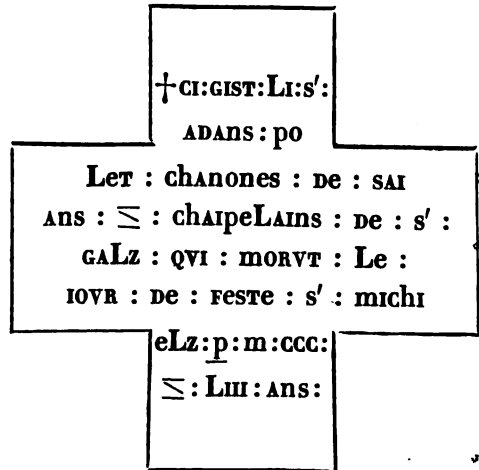 †CI:GIST:LI:S':
ADANS : PO
LET : CHANONES : DE : SAI
ANS : ⪳ : CHAIPELAINS : DE : S' :
GALZ : QVI : MORVT : LE :
IOVR : DE : FESTE : S' : MICHI
ELZ:p̲:M:CCC:
⪳ : LIII : ANS: